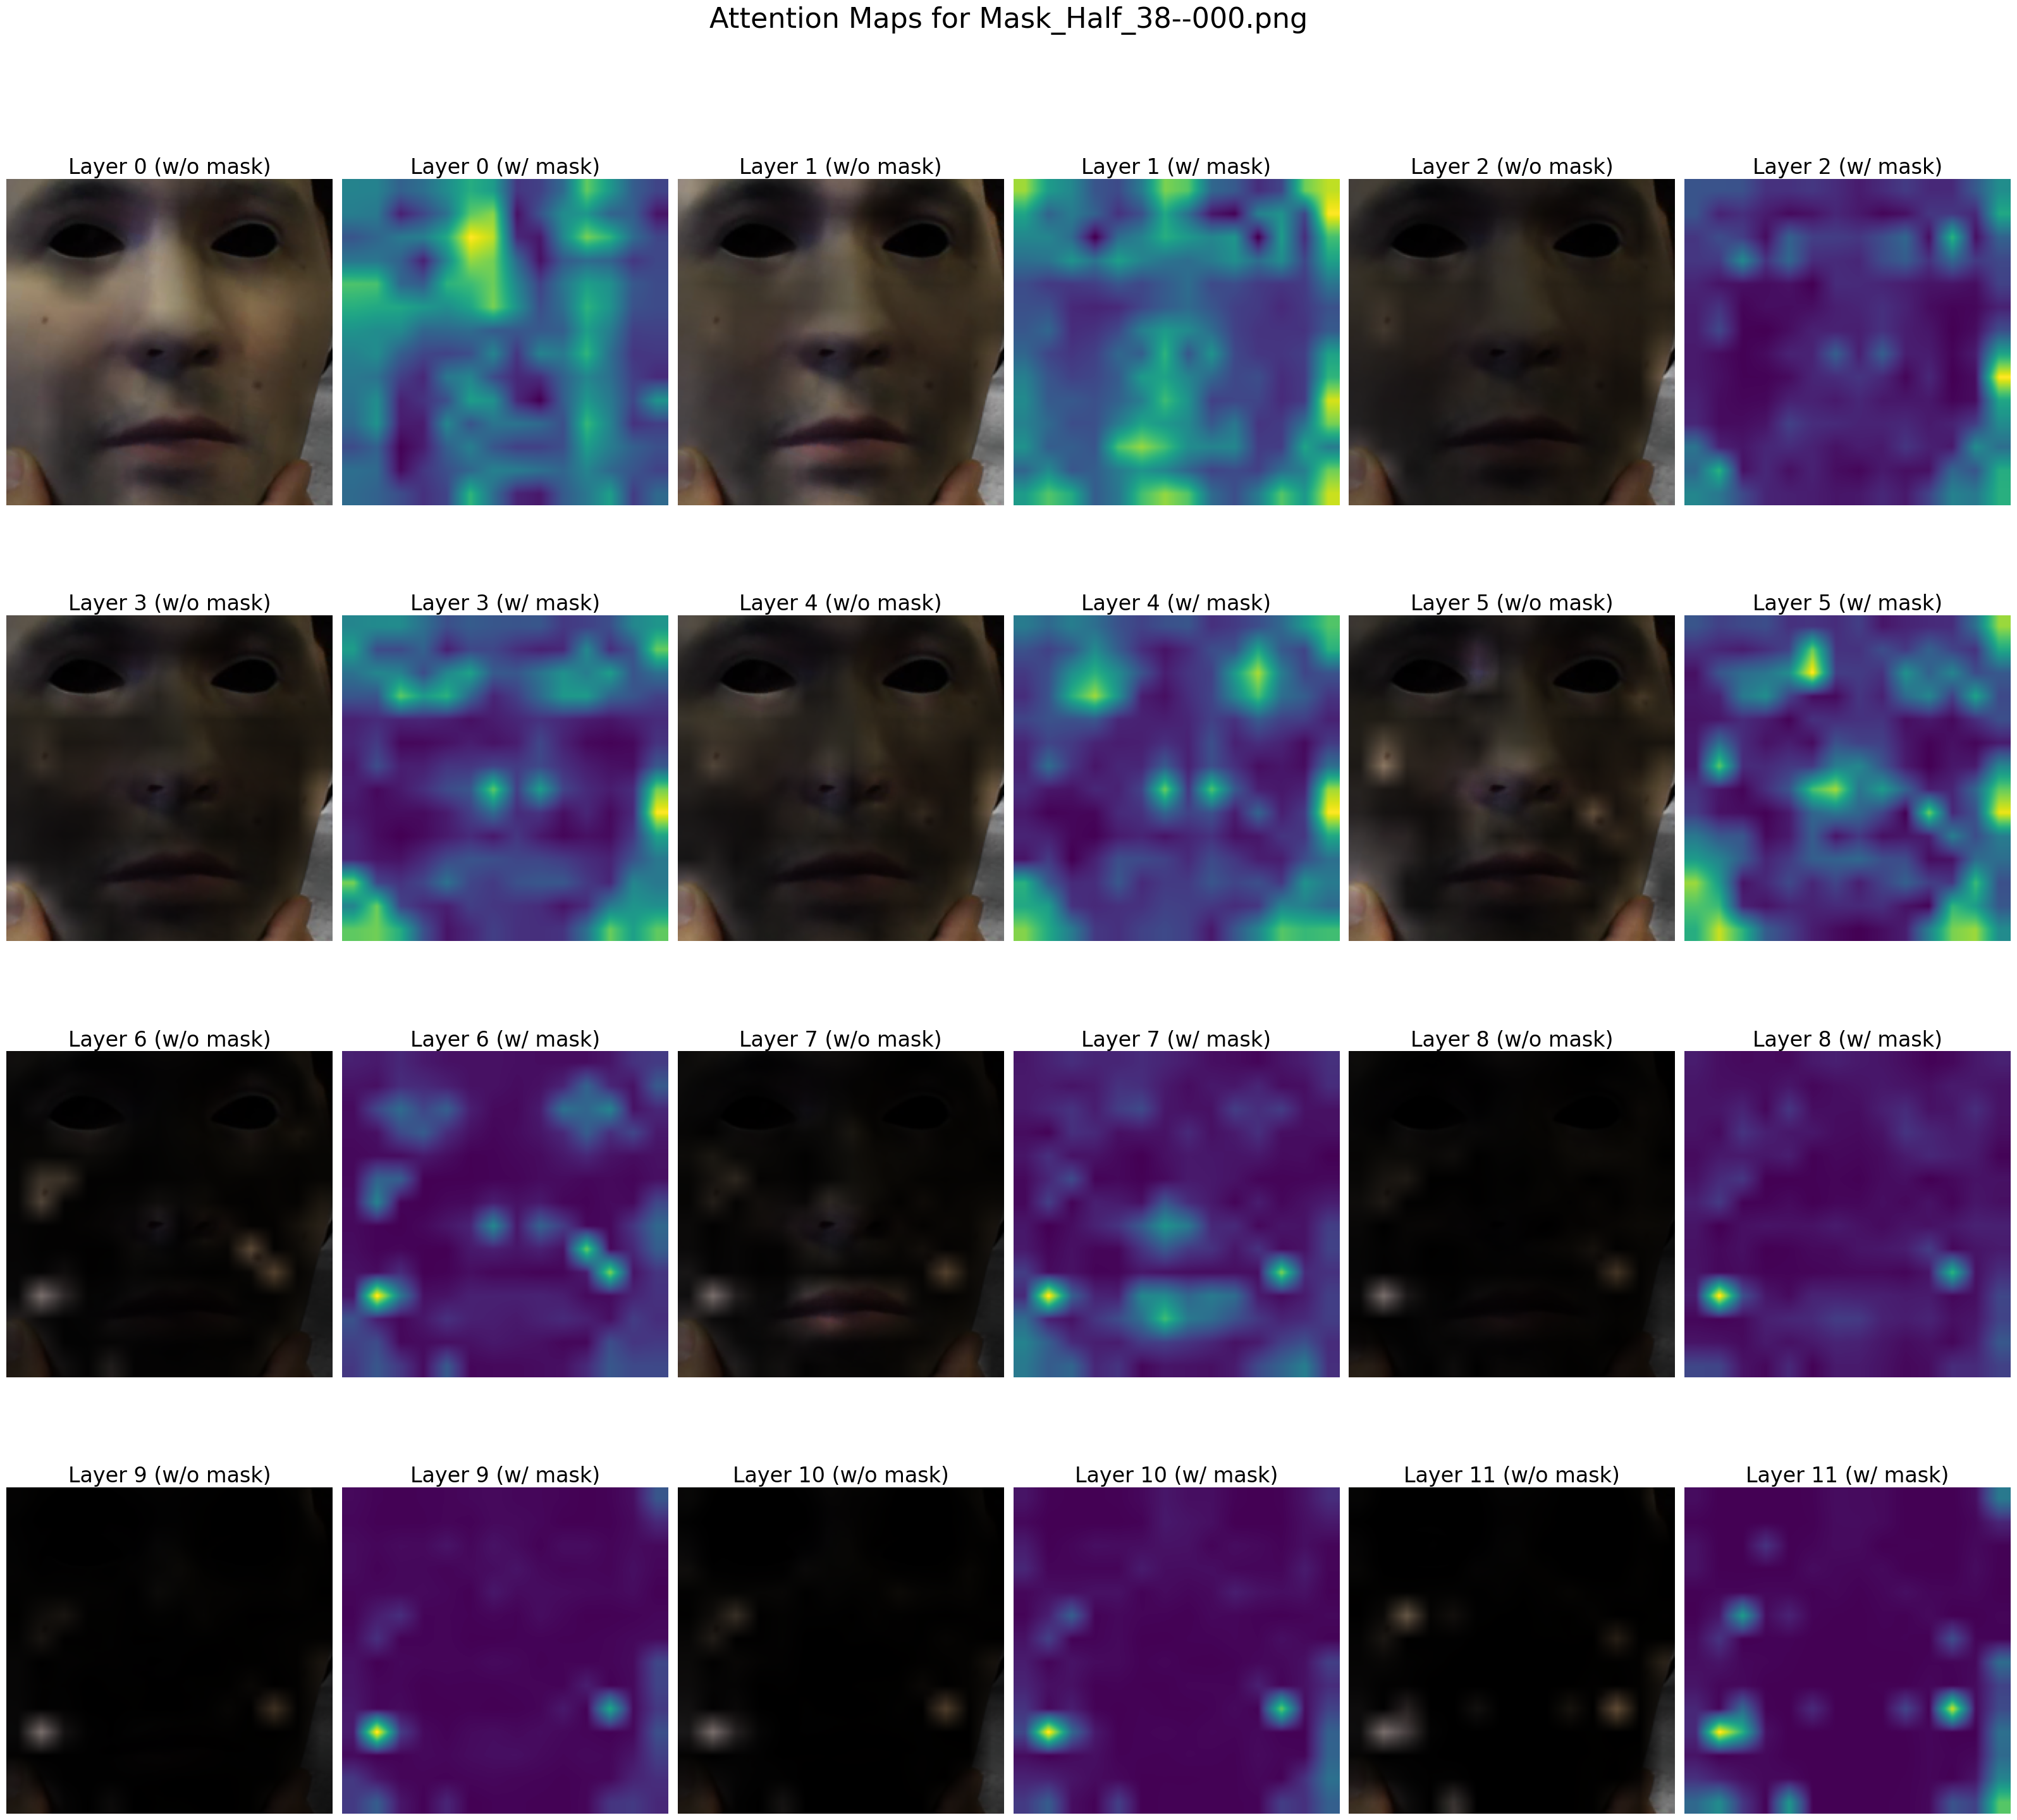 Attention Maps for Mask_Half_38--000.png
Layer 0 (w/o mask)
Layer 0 (w/ mask)
Layer 1 (w/o mask)
Layer 1 (w/ mask)
Layer 2 (w/o mask)
Layer 2 (w/ mask)
Layer 3 (w/o mask)
Layer 3 (w/ mask)
Layer 4 (w/o mask)
Layer 4 (w/ mask)
Layer 5 (w/o mask)
Layer 5 (w/ mask)
Layer 6 (w/o mask)
Layer 6 (w/ mask)
Layer 7 (w/o mask)
Layer 7 (w/ mask)
Layer 8 (w/o mask)
Layer 8 (w/ mask)
Layer 9 (w/o mask)
Layer 9 (w/ mask)
Layer 10 (w/o mask)
Layer 10 (w/ mask)
Layer 11 (w/o mask)
Layer 11 (w/ mask)